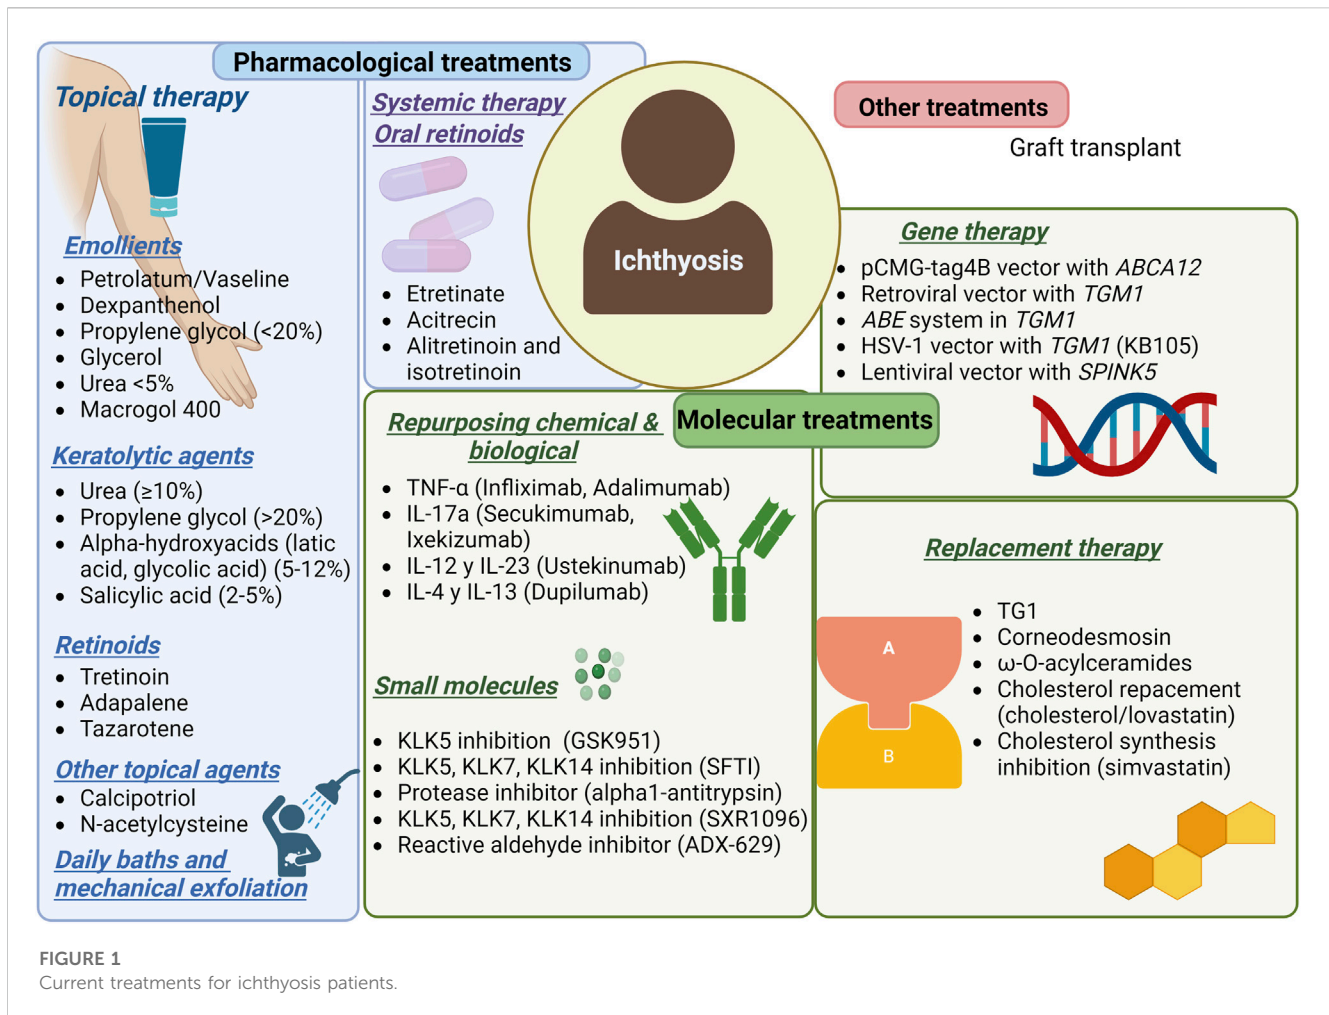 Pharmacological treatments
Topical therapy
Emollients
• Petrolatum/Vaseline
• Dexpanthenol
• Propylene glycol (<20%)
• Glycerol
• Urea <5%
• Macrogol 400
Keratolytic agents
• Urea (≥10%)
• Propylene glycol (>20%)
• Alpha-hydroxyacids (latic
acid, glycolic acid) (5-12%)
• Salicylic acid (2-5%)
Retinoids
• Tretinoin
• Adapalene
• Tazarotene
Other topical agents
• Calcipotriol
• N-acetylcysteine
Daily baths and
mechanical exfoliation
Systemic therapy
Oral retinoids
• Etretinate
• Acitrecin
• Alitretinoin and
isotretinoin
Ichthyosis
Other treatments
Graft transplant
Molecular treatments
Repurposing chemical &
biological
• TNF-α (Infliximab, Adalimumab)
• IL-17a (Secukimumab,
Ixekizumab)
• IL-12 y IL-23 (Ustekinumab)
• IL-4 y IL-13 (Dupilumab)
Small molecules
• KLK5 inhibition (GSK951)
• KLK5, KLK7, KLK14 inhibition (SFTI)
• Protease inhibitor (alpha1-antitrypsin)
• KLK5, KLK7, KLK14 inhibition (SXR1096)
• Reactive aldehyde inhibitor (ADX-629)
Gene therapy
• pCMG-tag4B vector with ABCA12
• Retroviral vector with TGM1
• ABE system in TGM1
• HSV-1 vector with TGM1 (KB105)
• Lentiviral vector with SPINK5
Replacement therapy
• TG1
• Corneodesmosin
• ω-O-acylceramides
• Cholesterol repacement
(cholesterol/lovastatin)
• Cholesterol synthesis
inhibition (simvastatin)
A
B
FIGURE 1
Current treatments for ichthyosis patients.